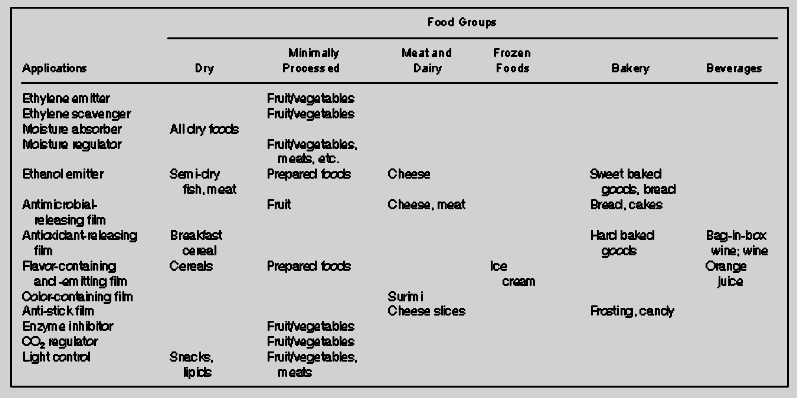 Food Groups
Minimally Meat and Frozen
Applications Dry Processed Dairy Foods Bakery Beverages
Ethylene emitter Fruit/vegetables
Ethylene scavenger Fruit/vegetables
Moisture absorber All dry foods
Moisture regulator Fruit/vegetables,
meats, etc.
Ethanol emitter Semi-dry Prepared foods Cheese Sweet baked
fish, meat goods, bread
Antimicrobial- Fruit Cheese, meat Bread, cakes
releasing film
Antioxidant-releasing Breakfast Hard baked Bag-in-box
film cereal goods wine; wine
Flavor-containing Cereals Prepared foods Ice Orange
and -emitting film cream juice
Color-containing film Surimi
Anti-stick film Cheese slices Frosting, candy
Enzyme inhibitor Fruit/vegetables
CO2 regulator Fruit/vegetables
Light control Snacks, Fruit/vegetables,
lipids meats